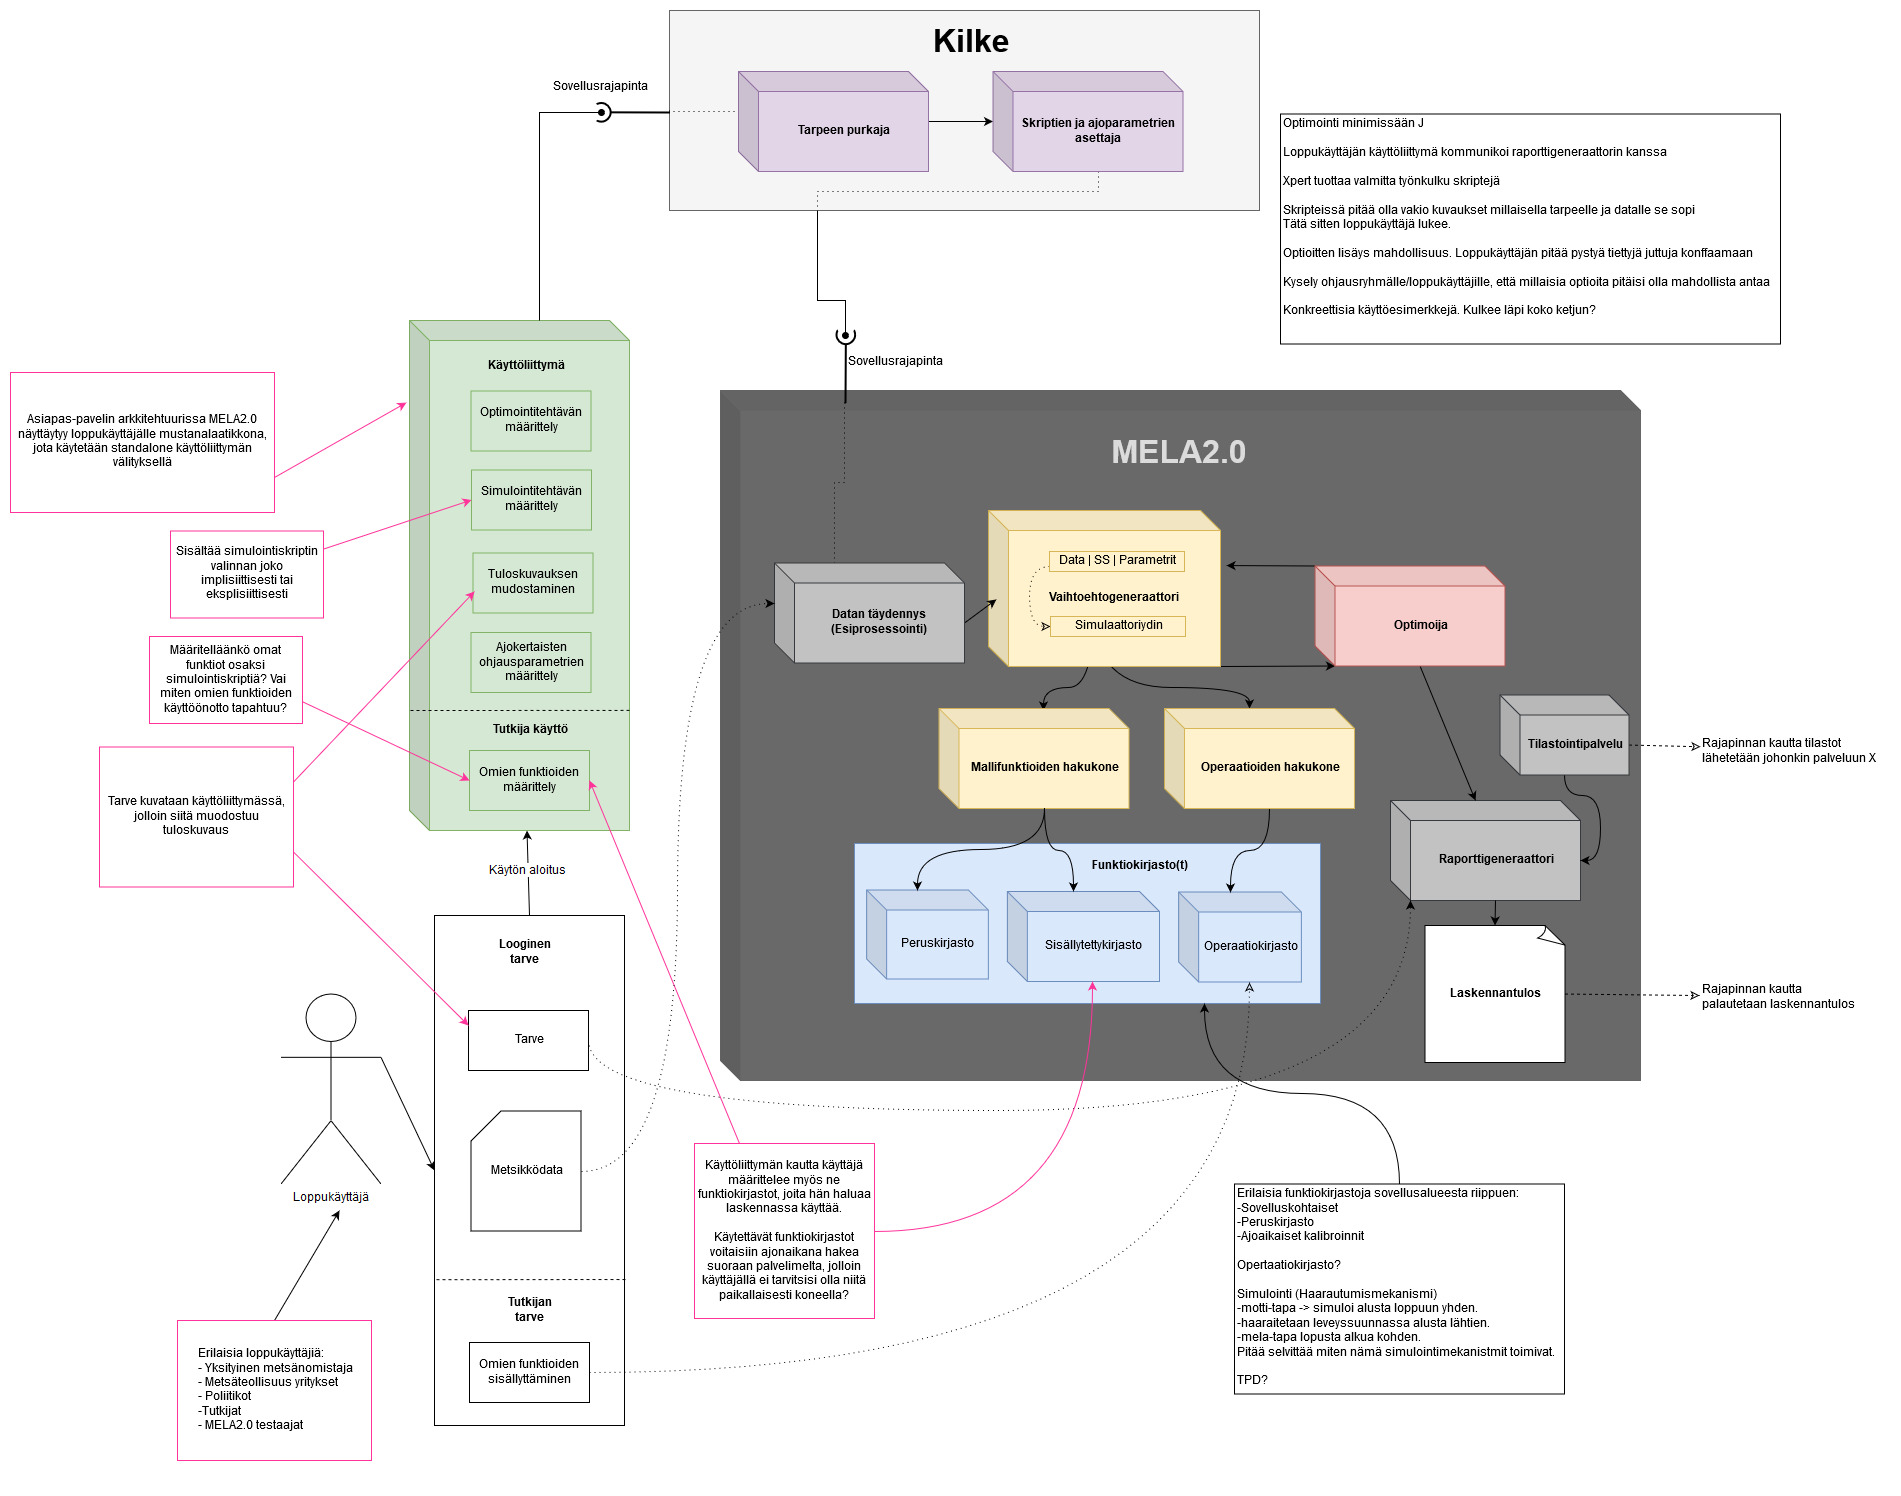 Kilke
Sovellusrajapinta
Tarpeen purkaja
Skriptien ja ajoparametrien
asettaja
Optimointi minimissään J
Loppukäyttäjän käyttöliittymä kommunikoi raporttigeneraattorin kanssa
Xpert tuottaa valmitta työnkulku skriptejä
Skripteissä pitää olla vakio kuvaukset millaisella tarpeelle ja datalle se sopi
Tätä sitten loppukäyttäjä lukee.
Optioitten lisäys mahdollisuus. Loppukäyttäjän pitää pystyä tiettyjä juttuja konffaamaan
Kysely ohjausryhmälle/loppukäyttäjille, että millaisia optioita pitäisi olla mahdollista antaa
Konkreettisia käyttöesimerkkejä. Kulkee läpi koko ketjun?
Sovellusrajapinta
Käyttöliittymä
Optimointitehtävän
määrittely
Simulointitehtävän
määrittely
Tuloskuvauksen
mudostaminen
Ajokertaisten
ohjausparametrien
määrittely
Tutkija käyttö
Omien funktioiden
määrittely
Asiapas-pavelin arkkitehtuurissa MELA2.0
näyttäytyy loppukäyttäjälle mustanalaatikkona,
jota käytetään standalone käyttöliittymän
välityksellä
Sisältää simulointiskriptin
valinnan joko
implisiittisesti tai
eksplisiittisesti
Määritelläänkö omat
funktiot osaksi
simulointiskriptiä? Vai
miten omien funktioiden
käyttöönotto tapahtuu?
Tarve kuvataan käyttöliittymässä,
jolloin siitä muodostuu
tuloskuvaus
MELA2.0
Data | SS | Parametrit
Vaihtoehtogeneraattori
Simulaattoriydin
Datan täydennys
(Esiprosessointi)
Optimoija
Mallifunktioiden hakukone
Operaatioiden hakukone
Tilastointipalvelu
Rajapinnan kautta tilastot
lähetetään johonkin palveluun X
Raporttigeneraattori
Funktiokirjasto(t)
Peruskirjasto
Sisällytettykirjasto
Operaatiokirjasto
Laskennantulos
Rajapinnan kautta
palautetaan laskennantulos
Käytön aloitus
Looginen
tarve
Tarve
Metsikködata
Tutkijan
tarve
Omien funktioiden
sisällyttäminen
Loppukäyttäjä
Erilaisia loppukäyttäjiä:
- Yksityinen metsänomistaja
- Metsäteollisuus yritykset
- Poliitikot
-Tutkijat
- MELA2.0 testaajat
Käyttöliittymän kautta käyttäjä
määrittelee myös ne
funktiokirjastot, joita hän haluaa
laskennassa käyttää.
Käytettävät funktiokirjastot
voitaisiin ajonaikana hakea
suoraan palvelimelta, jolloin
käyttäjällä ei tarvitsisi olla niitä
paikallaisesti koneella?
Erilaisia funktiokirjastoja sovellusalueesta riippuen:
-Sovelluskohtaiset
-Peruskirjasto
-Ajoaikaiset kalibroinnit
Opertaatiokirjasto?
Simulointi (Haarautumismekanismi)
-motti-tapa -> simuloi alusta loppuun yhden.
-haaraitetaan leveyssuunnassa alusta lähtien.
-mela-tapa lopusta alkua kohden.
Pitää selvittää miten nämä simulointimekanistmit toimivat.
TPD?